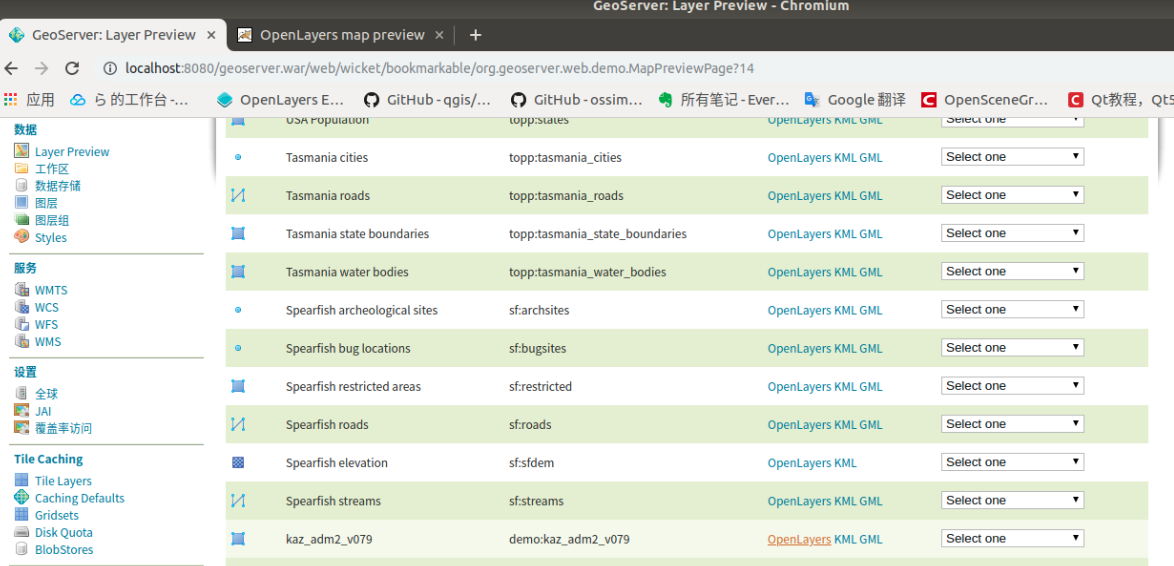 GeoServer: Layer Preview - Chromium
GeoServer: Layer Preview × OpenLayers map preview × +
localhost:8080/geoserver.war/web/wicket/bookmarkable/org.geoserver.web.demo.MapPreviewPage?14
应用 ら 的工作台-... OpenLayers E... GitHub - qgis/... GitHub - ossim... 所有笔记 - Ever... Google 翻译 OpenSceneGr... Qt教程，Qt5
数据
Layer Preview
工作区
数据存储
图层
图层组
Styles
服务
WMTS
WCS
WFS
WMS
设置
全球
JAI
覆盖率访问
Tile Caching
Tile Layers
Caching Defaults
Gridsets
Disk Quota
BlobStores
USA Population topp:states OpenLayers KML GML Select one
Tasmania cities topp:tasmania_cities OpenLayers KML GML Select one
Tasmania roads topp:tasmania_roads OpenLayers KML GML Select one
Tasmania state boundaries topp:tasmania_state_boundaries OpenLayers KML GML Select one
Tasmania water bodies topp:tasmania_water_bodies OpenLayers KML GML Select one
Spearfish archeological sites sf:archsites OpenLayers KML GML Select one
Spearfish bug locations sf:bugsites OpenLayers KML GML Select one
Spearfish restricted areas sf:restricted OpenLayers KML GML Select one
Spearfish roads sf:roads OpenLayers KML GML Select one
Spearfish elevation sf:sfdem OpenLayers KML Select one
Spearfish streams sf:streams OpenLayers KML GML Select one
kaz_adm2_v079 demo:kaz_adm2_v079 OpenLayers KML GML Select one